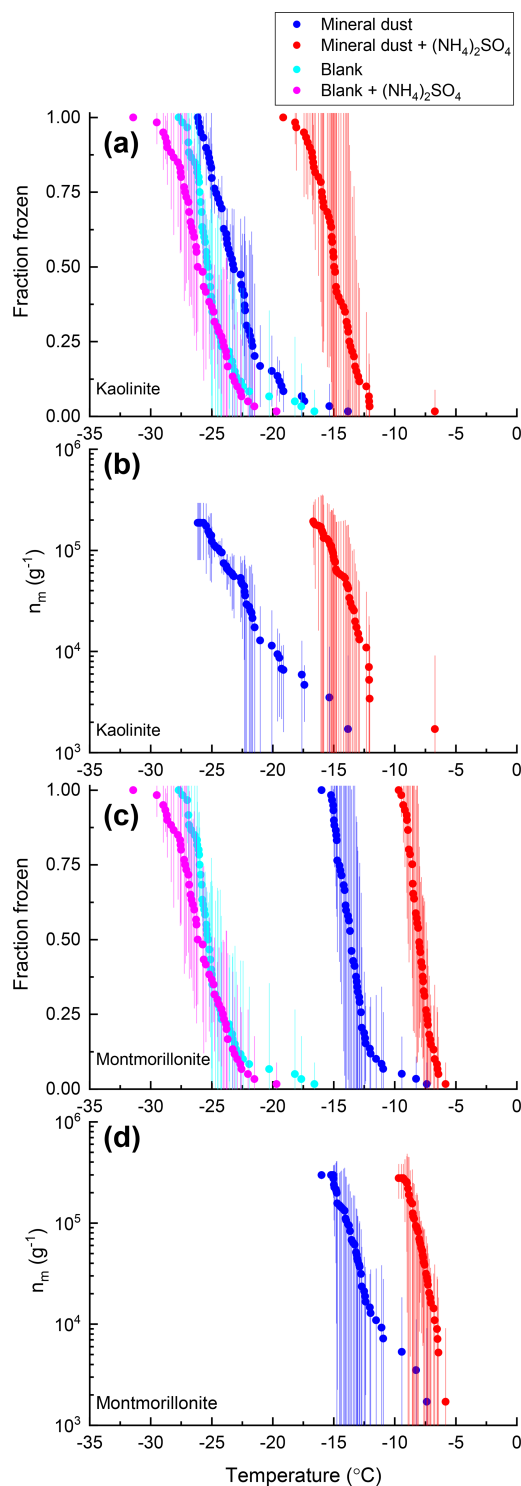 Mineral dust
Mineral dust + (NH4)2SO4
Blank
Blank + (NH4)2SO4
(a)
Fraction frozen
1.00
0.75
0.50
0.25
0.00
Kaolinite
-35 -30 -25 -20 -15 -10 -5 0
(b)
nm (g-1)
10^6
10^5
10^4
10^3
Kaolinite
-35 -30 -25 -20 -15 -10 -5 0
(c)
Fraction frozen
1.00
0.75
0.50
0.25
0.00
Montmorillonite
-35 -30 -25 -20 -15 -10 -5 0
(d)
nm (g-1)
10^6
10^5
10^4
10^3
Montmorillonite
-35 -30 -25 -20 -15 -10 -5 0
Temperature (°C)